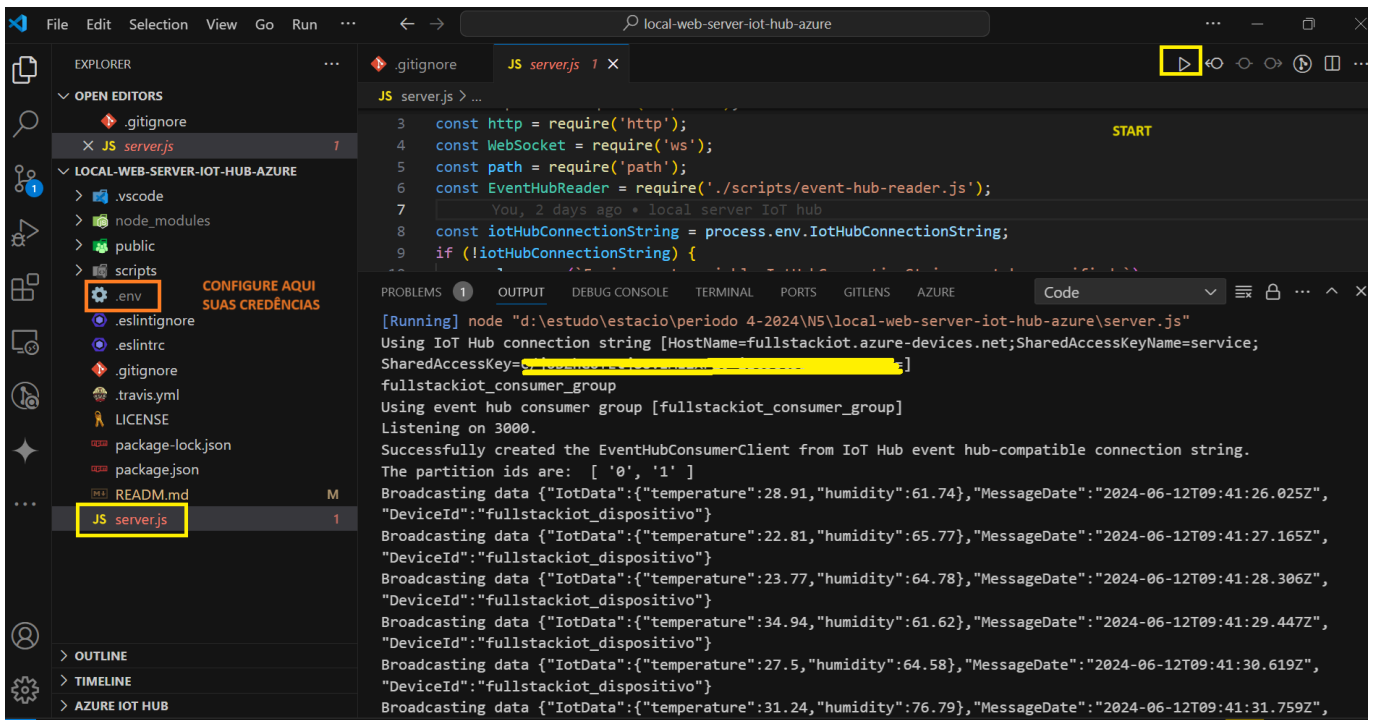 File Edit Selection View Go Run ··· local-web-server-iot-hub-azure
EXPLORER
OPEN EDITORS
.gitignore
JS server.js 1
LOCAL-WEB-SERVER-IOT-HUB-AZURE
.vscode
node_modules
public
scripts
.env
CONFIGURE AQUI
SUAS CREDÊNCIAS
.eslintignore
.eslintrc
.gitignore
.travis.yml
LICENSE
package-lock.json
package.json
READM.md M
JS server.js 1
OUTLINE
TIMELINE
AZURE IOT HUB
1
.gitignore JS server.js 1
JS server.js > ...
START
3 const http = require('http');
4 const WebSocket = require('ws');
5 const path = require('path');
6 const EventHubReader = require('./scripts/event-hub-reader.js');
7 You, 2 days ago • local server IoT hub
8 const iotHubConnectionString = process.env.IotHubConnectionString;
9 if (!iotHubConnectionString) {
PROBLEMS 1 OUTPUT DEBUG CONSOLE TERMINAL PORTS GITLENS AZURE Code
[Running] node "d:\estudo\estacio\periodo 4-2024\N5\local-web-server-iot-hub-azure\server.js"
Using IoT Hub connection string [HostName=fullstackiot.azure-devices.net;SharedAccessKeyName=service;
SharedAccessKey= =]
fullstackiot_consumer_group
Using event hub consumer group [fullstackiot_consumer_group]
Listening on 3000.
Successfully created the EventHubConsumerClient from IoT Hub event hub-compatible connection string.
The partition ids are:  [ '0', '1' ]
Broadcasting data {"IotData":{"temperature":28.91,"humidity":61.74},"MessageDate":"2024-06-12T09:41:26.025Z",
"DeviceId":"fullstackiot_dispositivo"}
Broadcasting data {"IotData":{"temperature":22.81,"humidity":65.77},"MessageDate":"2024-06-12T09:41:27.165Z",
"DeviceId":"fullstackiot_dispositivo"}
Broadcasting data {"IotData":{"temperature":23.77,"humidity":64.78},"MessageDate":"2024-06-12T09:41:28.306Z",
"DeviceId":"fullstackiot_dispositivo"}
Broadcasting data {"IotData":{"temperature":34.94,"humidity":61.62},"MessageDate":"2024-06-12T09:41:29.447Z",
"DeviceId":"fullstackiot_dispositivo"}
Broadcasting data {"IotData":{"temperature":27.5,"humidity":64.58},"MessageDate":"2024-06-12T09:41:30.619Z",
"DeviceId":"fullstackiot_dispositivo"}
Broadcasting data {"IotData":{"temperature":31.24,"humidity":76.79},"MessageDate":"2024-06-12T09:41:31.759Z",